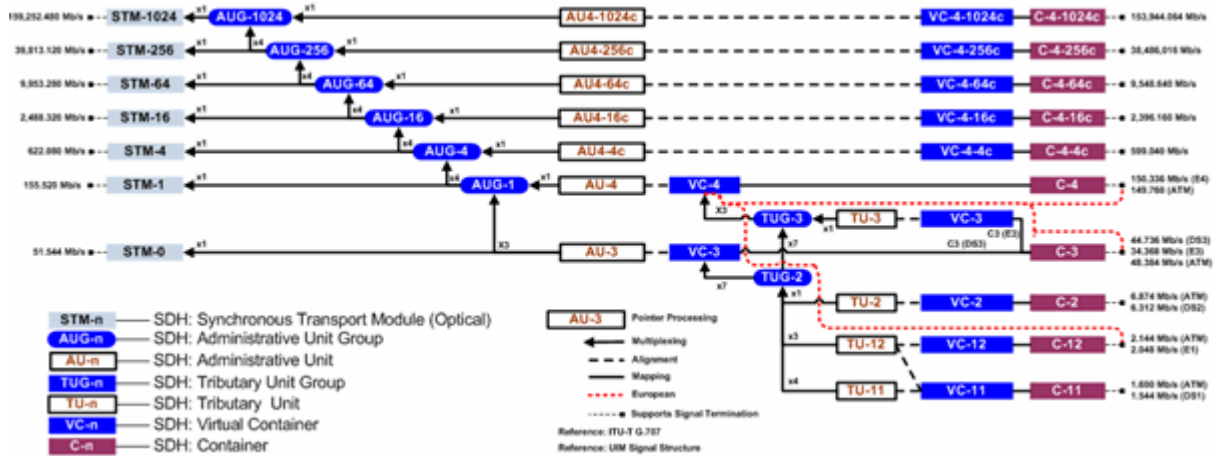 159,252.480 Mb/s STM-1024 x1 AUG-1024 x1 AU4-1024c VC-4-1024c C-4-1024c 153,944.064 Mb/s
x4
39,813.120 Mb/s STM-256 x1 AUG-256 x1 AU4-256c VC-4-256c C-4-256c 38,486,016 Mb/s
x4
9,953.280 Mb/s STM-64 x1 AUG-64 x1 AU4-64c VC-4-64c C-4-64c 9,548.640 Mb/s
x4
2,488.320 Mb/s STM-16 x1 AUG-16 x1 AU4-16c VC-4-16c C-4-16c 2,396.160 Mb/s
x4
622.080 Mb/s STM-4 x1 AUG-4 x1 AU4-4c VC-4-4c C-4-4c 599.040 Mb/s
x4
155.520 Mb/s STM-1 x1 AUG-1 x1 AU-4 VC-4 C-4 150.336 Mb/s (E4)
149.760 (ATM)
X3 TUG-3 x1 TU-3 VC-3
C3 (E3)
X3 x7 C3 (DS3)
51.544 Mb/s STM-0 x1 AU-3 VC-3 C-3 44.736 Mb/s (DS3)
34.368 Mb/s (E3)
48.384 Mb/s (ATM)
x7 TUG-2
x1 TU-2 VC-2 C-2 6.874 Mb/s (ATM)
6.312 Mb/s (DS2)
x3 TU-12 VC-12 C-12 2.144 Mb/s (ATM)
2.048 Mb/s (E1)
x4 TU-11 VC-11 C-11 1.600 Mb/s (ATM)
1.544 Mb/s (DS1)
STM-n SDH: Synchronous Transport Module (Optical)
AUG-n SDH: Administrative Unit Group
AU-n SDH: Administrative Unit
TUG-n SDH: Tributary Unit Group
TU-n SDH: Tributary Unit
VC-n SDH: Virtual Container
C-n SDH: Container
AU-3 Pointer Processing
Multiplexing
Alignment
Mapping
European
Supports Signal Termination
Reference: ITU-T G.707
Reference: UIM Signal Structure